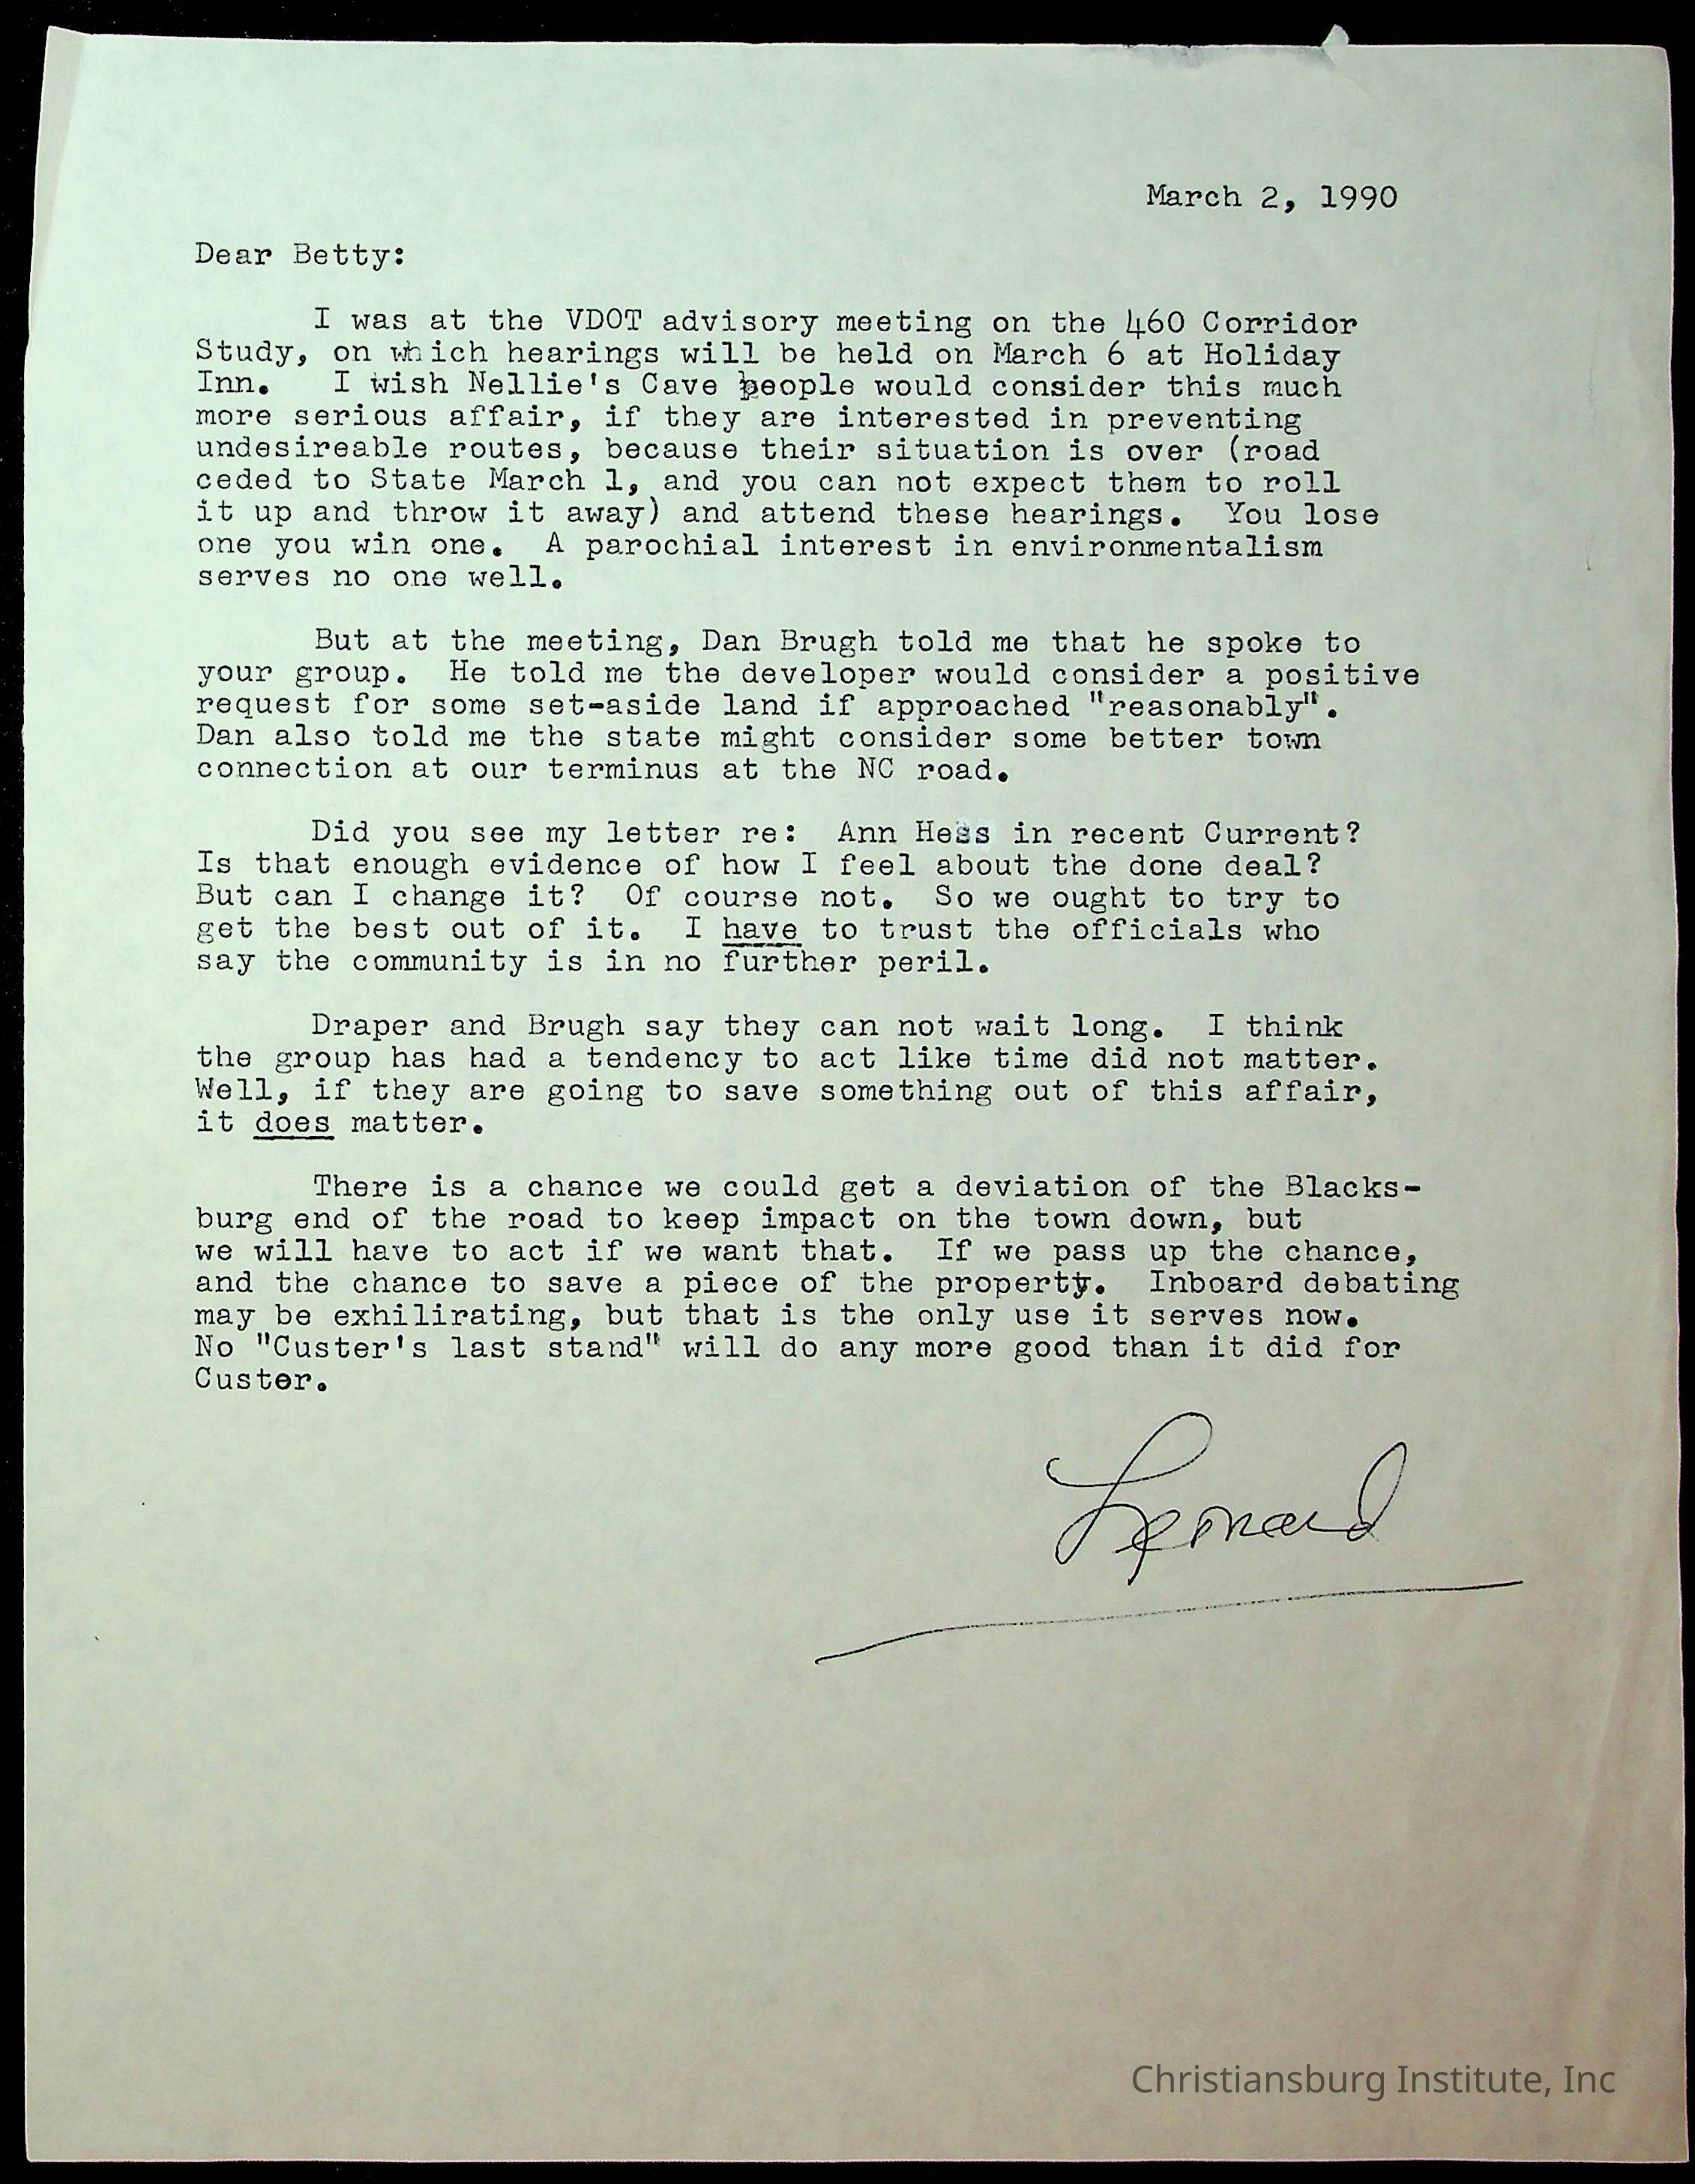 March 2, 1990
Dear Betty:
I was at the VDOT advisory meeting on the 460 Corridor
Study, on which hearings will be held on March 6 at Holiday
Inn. I wish Nellie's Cave people would consider this much
more serious affair, if they are interested in preventing
undesireable routes, because their situation is over (road
ceded to State March 1, and you can not expect them to roll
it up and throw it away) and attend these hearings. You lose
one you win one. A parochial interest in environmentalism
serves no one well.
But at the meeting, Dan Brugh told me that he spoke to
your group. He told me the developer would consider a positive
request for some set-aside land if approached "reasonably".
Dan also told me the state might consider some better town
connection at our terminus at the NC road.
Did you see my letter re: Ann Hess in recent Current?
Is that enough evidence of how I feel about the done deal?
But can I change it? Of course not. So we ought to try to
get the best out of it. I have to trust the officials who
say the community is in no further peril.
Draper and Brugh say they can not wait long. I think
the group has had a tendency to act like time did not matter.
Well, if they are going to save something out of this affair,
it does matter.
There is a chance we could get a deviation of the Blacks-
burg end of the road to keep impact on the town down, but
we will have to act if we want that. If we pass up the chance,
and the chance to save a piece of the property. Inboard debating
may be exhilirating, but that is the only use it serves now.
No "Custer's last stand" will do any more good than it did for
Custer.
Leonard
Christiansburg Institute, Inc